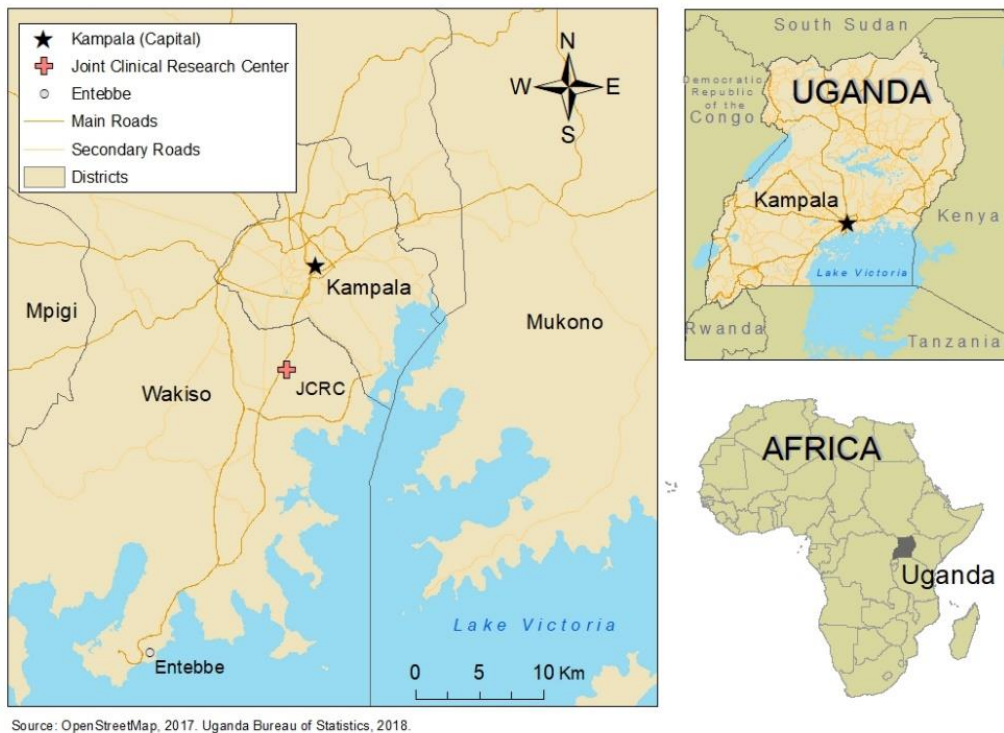 Kampala (Capital)
Joint Clinical Research Center
Entebbe
Main Roads
Secondary Roads
Districts
N
W
E
S
Kampala
Mpigi
Mukono
Wakiso
JCRC
Lake Victoria
Entebbe
0 5 10 Km
South Sudan
Democratic
Republic
of the
Congo
UGANDA
Kampala
Kenya
Lake Victoria
Rwanda
Tanzania
AFRICA
Uganda
Source: OpenStreetMap, 2017. Uganda Bureau of Statistics, 2018.